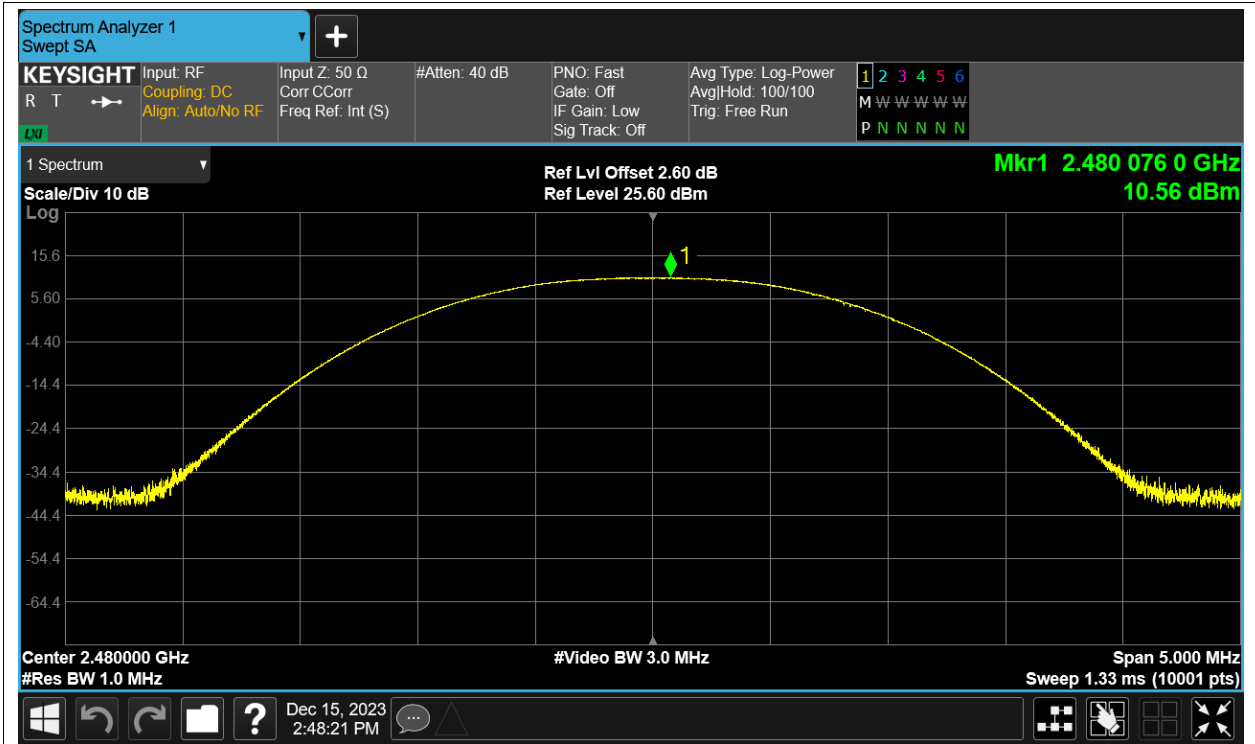 Spectrum Analyzer 1
Swept SA
KEYSIGHT
R T
LXI
Input: RF
Coupling: DC
Align: Auto/No RF
Input Z: 50 Ω
Corr CCorr
Freq Ref: Int (S)
#Atten: 40 dB
PNO: Fast
Gate: Off
IF Gain: Low
Sig Track: Off
Avg Type: Log-Power
Avg|Hold: 100/100
Trig: Free Run
1 2 3 4 5 6
M W W W W W
P N N N N N
1 Spectrum
Scale/Div 10 dB
Log
Ref Lvl Offset 2.60 dB
Ref Level 25.60 dBm
Mkr1 2.480 076 0 GHz
10.56 dBm
1
15.6
5.60
-4.40
-14.4
-24.4
-34.4
-44.4
-54.4
-64.4
Center 2.480000 GHz
#Res BW 1.0 MHz
#Video BW 3.0 MHz
Span 5.000 MHz
Sweep 1.33 ms (10001 pts)
?
Dec 15, 2023
2:48:21 PM